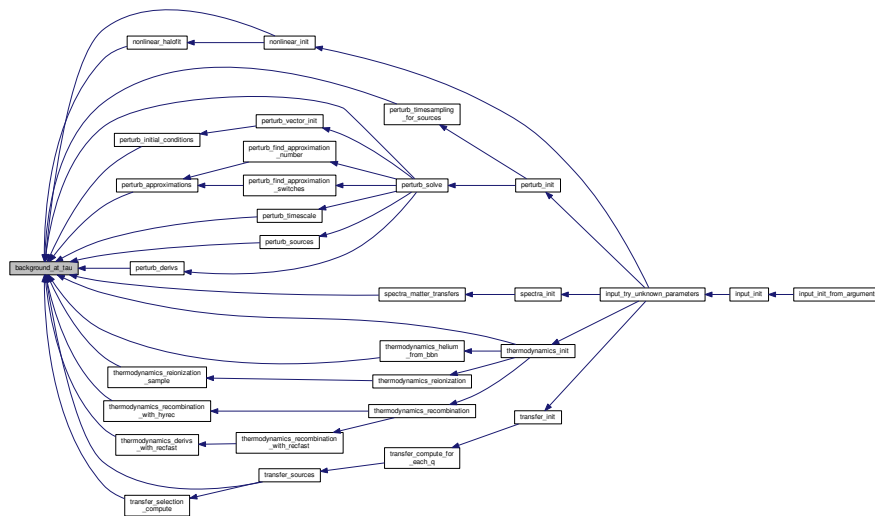 nonlinear_halofit
nonlinear_init
perturb_timesampling
_for_sources
perturb_vector_init
perturb_initial_conditions
perturb_find_approximation
_number
perturb_approximations
perturb_find_approximation
_switches
perturb_solve
perturb_init
perturb_timescale
perturb_sources
background_at_tau
perturb_derivs
spectra_matter_transfers
spectra_init
input_try_unknown_parameters
input_init
input_init_from_argument
thermodynamics_helium
_from_bbn
thermodynamics_init
thermodynamics_reionization
_sample
thermodynamics_reionization
thermodynamics_recombination
_with_hyrec
thermodynamics_recombination
transfer_init
thermodynamics_derivs
_with_recfast
thermodynamics_recombination
_with_recfast
transfer_compute_for
_each_q
transfer_sources
transfer_selection
_compute